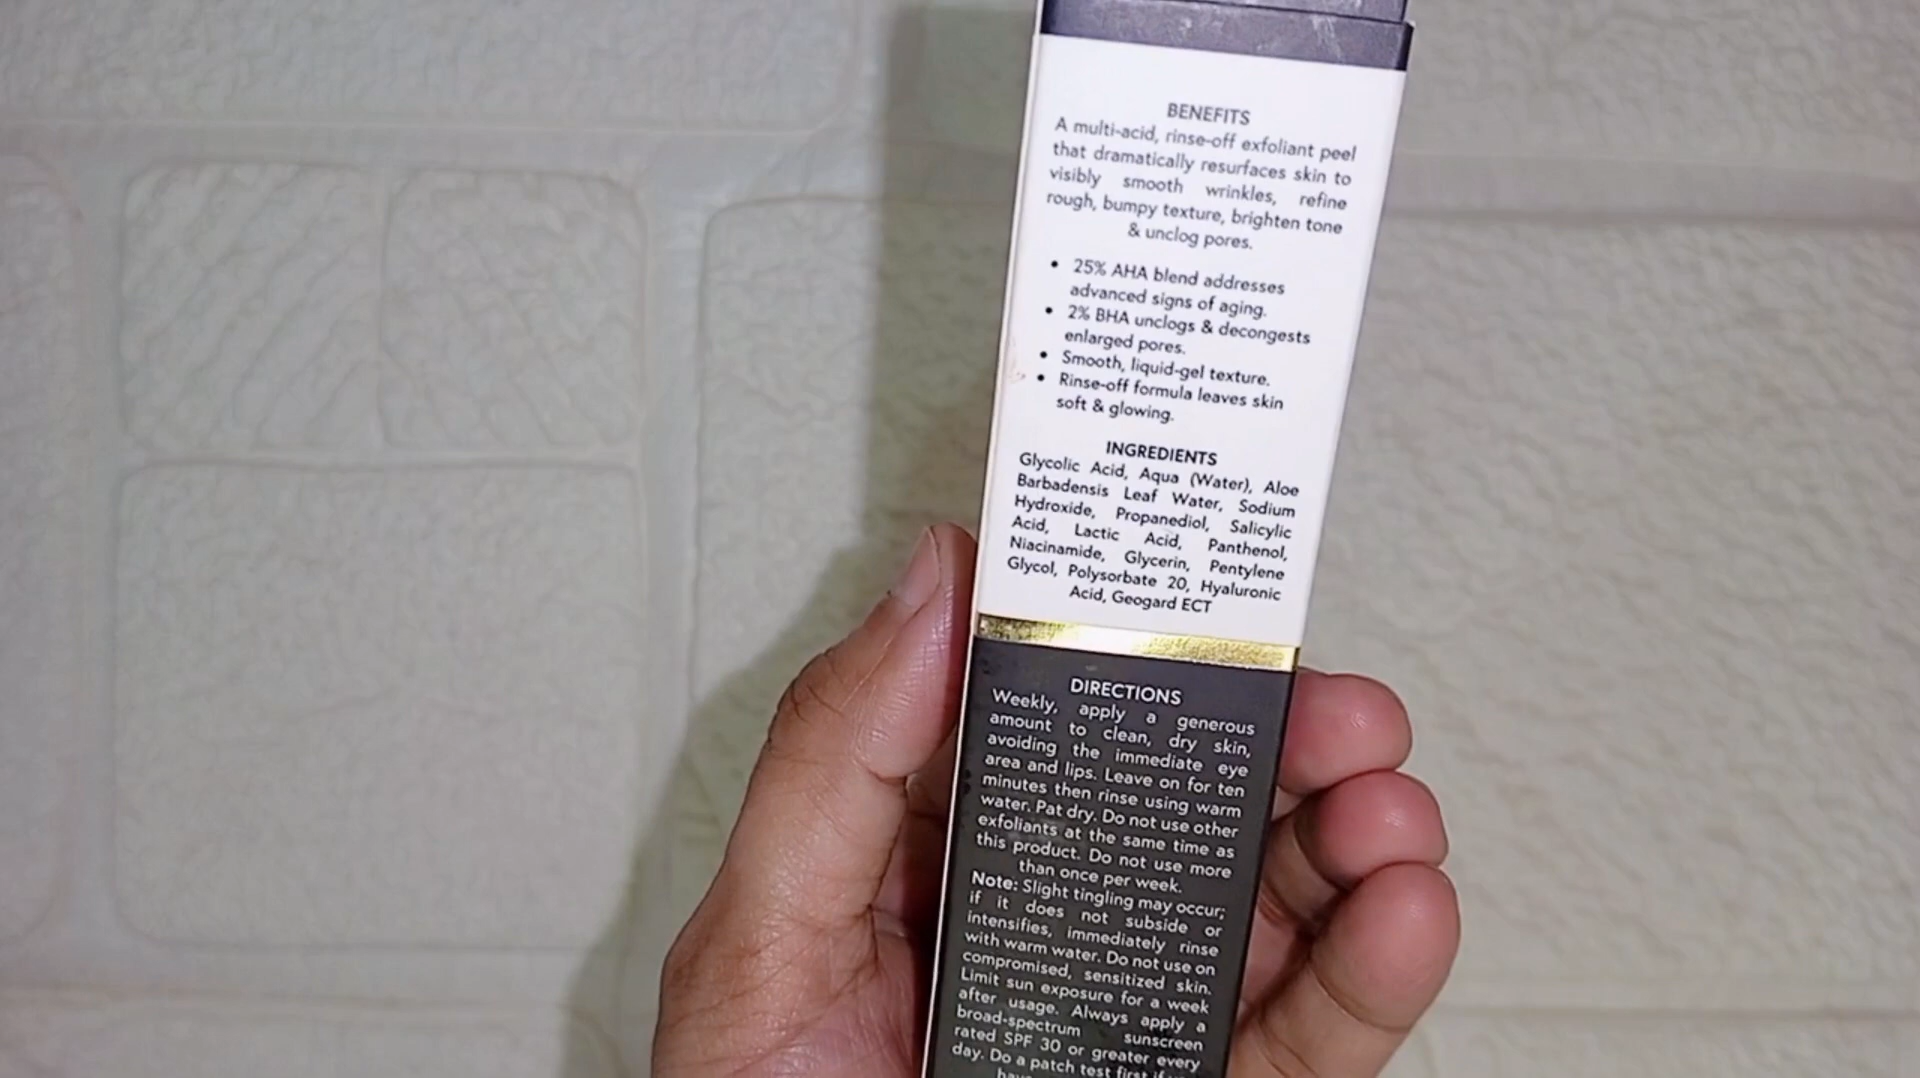 BENEFITS
A multi-acid, rinse-off exfoliant peel
that dramatically resurfaces skin to
visibly smooth wrinkles, refine
rough, bumpy texture, brighten tone
& unclog pores.
• 25% AHA blend addresses
advanced signs of aging.
• 2% BHA unclogs & decongests
enlarged pores.
• Smooth, liquid-gel texture.
• Rinse-off formula leaves skin
soft & glowing.
INGREDIENTS
Glycolic Acid, Aqua (Water), Aloe
Barbadensis Leaf Water, Sodium
Hydroxide, Propanediol, Salicylic
Acid, Lactic Acid, Panthenol,
Niacinamide, Glycerin, Pentylene
Glycol, Polysorbate 20, Hyaluronic
Acid, Geogard ECT
DIRECTIONS
Weekly, apply a generous
amount to clean, dry skin,
avoiding the immediate eye
area and lips. Leave on for ten
minutes then rinse using warm
water. Pat dry. Do not use other
exfoliants at the same time as
this product. Do not use more
than once per week.
Note: Slight tingling may occur;
if it does not subside or
intensifies, immediately rinse
with warm water. Do not use on
compromised, sensitized skin.
Limit sun exposure for a week
after usage. Always apply a
broad-spectrum sunscreen
rated SPF 30 or greater every
day. Do a patch test first if